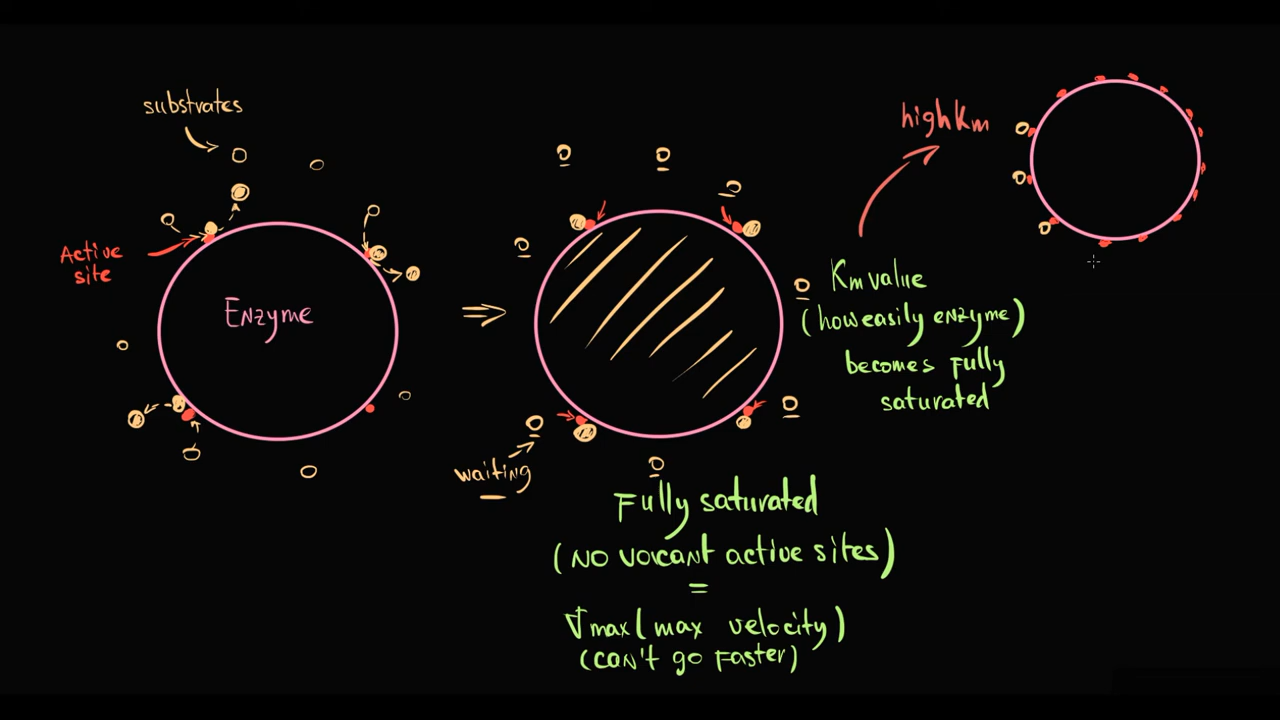 substrates
Active
site
Enzyme
waiting
Fully saturated
(No vacant active sites)
=
Vmax (max velocity)
(can't go faster)
Km value
(how easily enzyme)
becomes fully
saturated
high Km